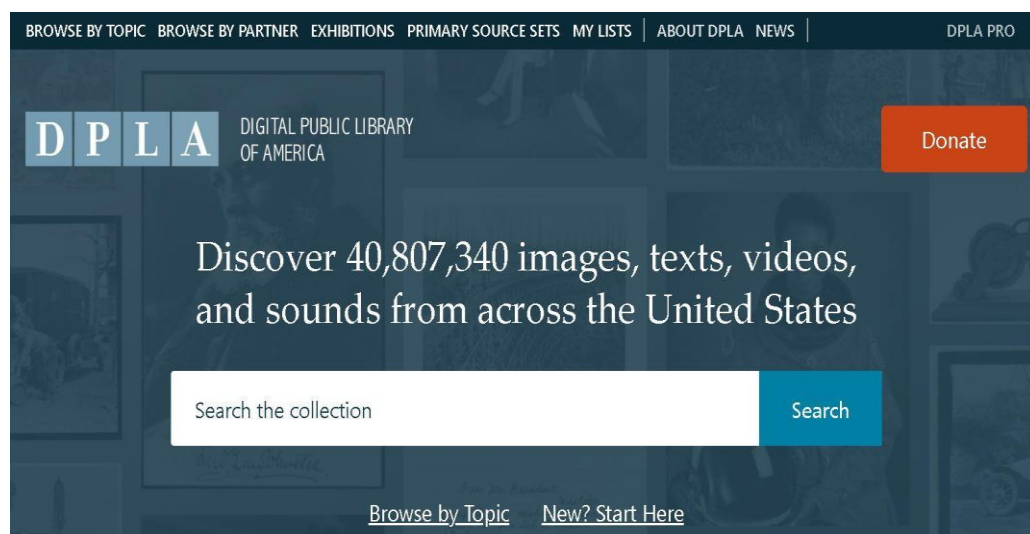 BROWSE BY TOPIC BROWSE BY PARTNER EXHIBITIONS PRIMARY SOURCE SETS MY LISTS ABOUT DPLA NEWS DPLA PRO
DPLA DIGITAL PUBLIC LIBRARY
OF AMERICA
Donate
Discover 40,807,340 images, texts, videos,
and sounds from across the United States
Search the collection Search
Browse by Topic New? Start Here